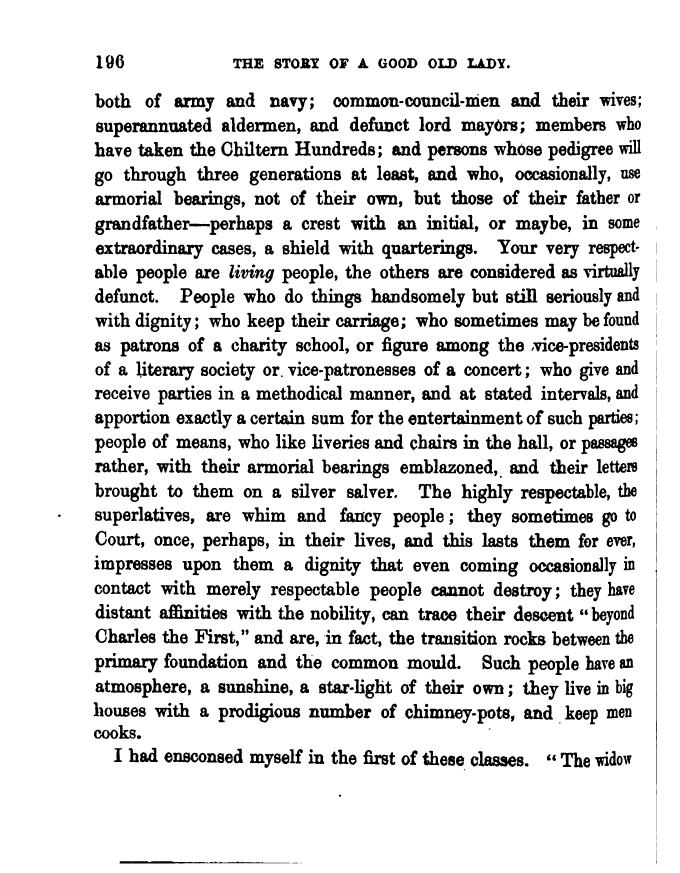 196 THE STORY OF A GOOD OLD LADY.
both of army and navy; common-council-men and their wives;
superannuated aldermen, and defunct lord mayors; members who
have taken the Chiltern Hundreds; and persons whose pedigree will
go through three generations at least, and who, occasionally, use
armorial bearings, not of their own, but those of their father or
grandfather—perhaps a crest with an initial, or maybe, in some
extraordinary cases, a shield with quarterings. Your very respect-
able people are living people, the others are considered as virtually
defunct. People who do things handsomely but still seriously and
with dignity; who keep their carriage; who sometimes may be found
as patrons of a charity school, or figure among the vice-presidents
of a literary society or vice-patronesses of a concert; who give and
receive parties in a methodical manner, and at stated intervals, and
apportion exactly a certain sum for the entertainment of such parties;
people of means, who like liveries and chairs in the hall, or passages
rather, with their armorial bearings emblazoned, and their letters
brought to them on a silver salver. The highly respectable, the
superlatives, are whim and fancy people; they sometimes go to
Court, once, perhaps, in their lives, and this lasts them for ever,
impresses upon them a dignity that even coming occasionally in
contact with merely respectable people cannot destroy; they have
distant affinities with the nobility, can trace their descent "beyond
Charles the First," and are, in fact, the transition rocks between the
primary foundation and the common mould. Such people have an
atmosphere, a sunshine, a star-light of their own; they live in big
houses with a prodigious number of chimney-pots, and keep men
cooks.
I had ensconsed myself in the first of these classes. "The widow